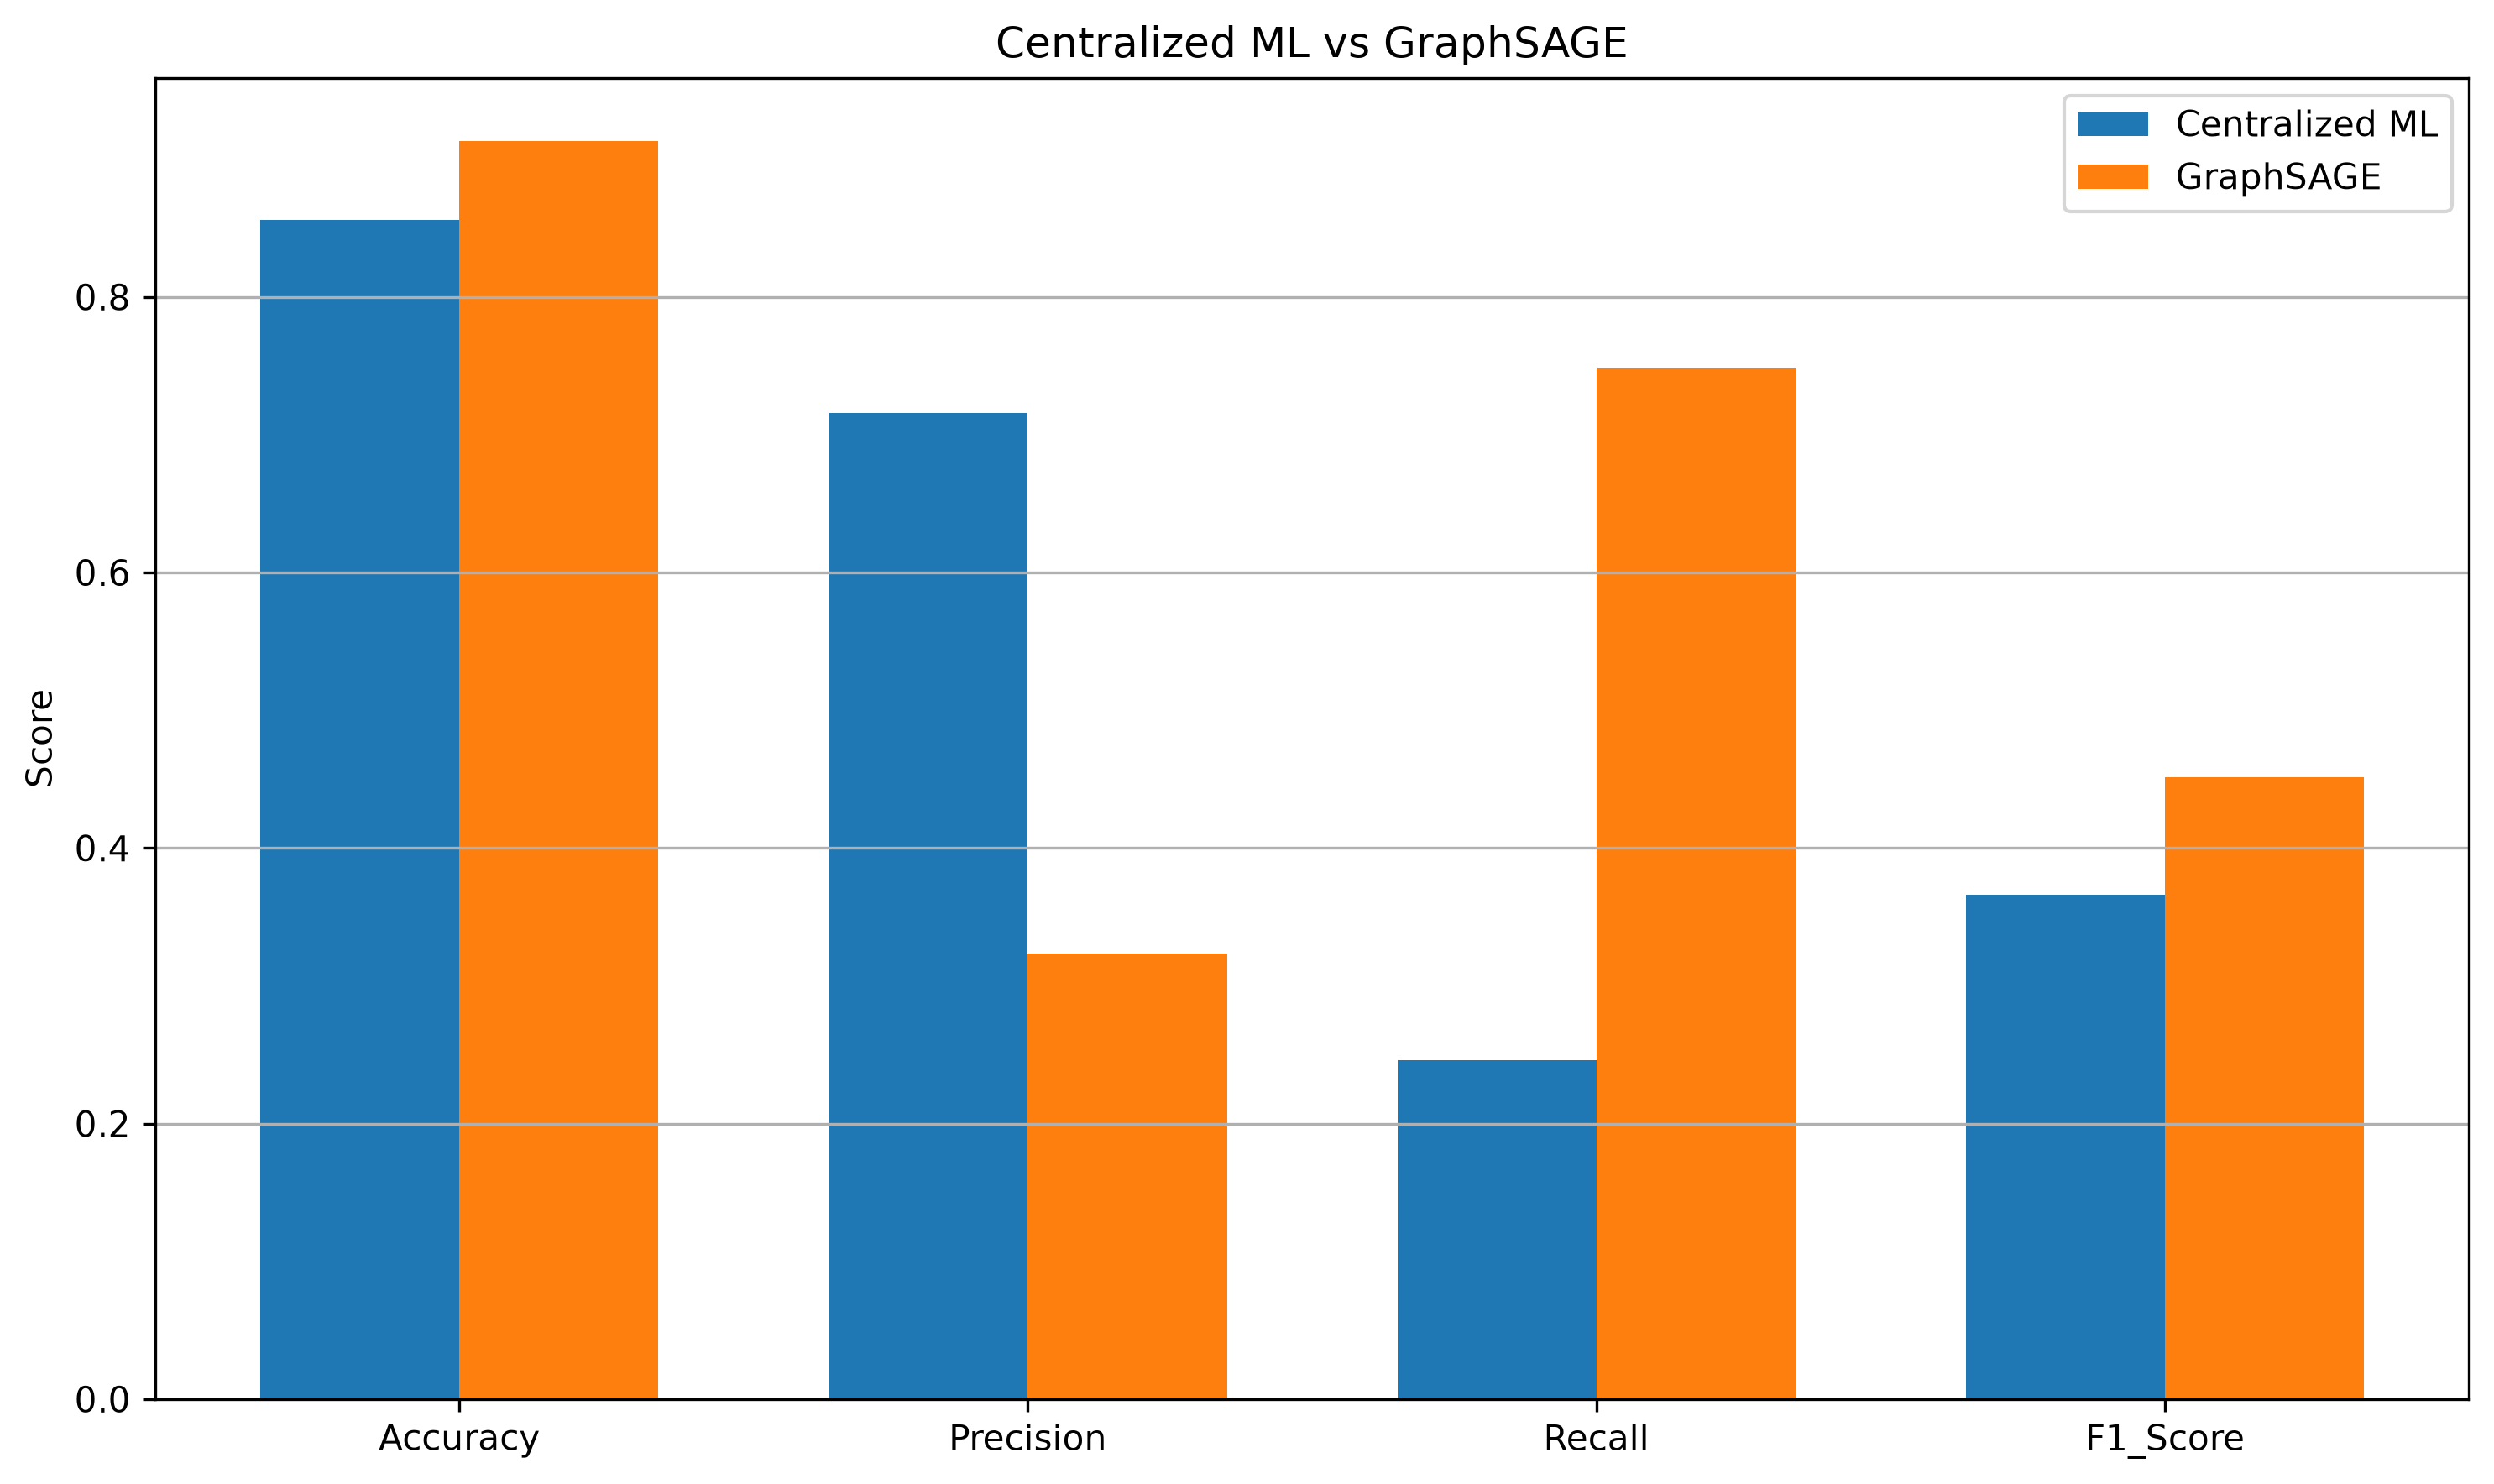 Centralized ML vs GraphSAGE
Centralized ML
GraphSAGE
Score
0.8
0.6
0.4
0.2
0.0
Accuracy
Precision
Recall
F1_Score